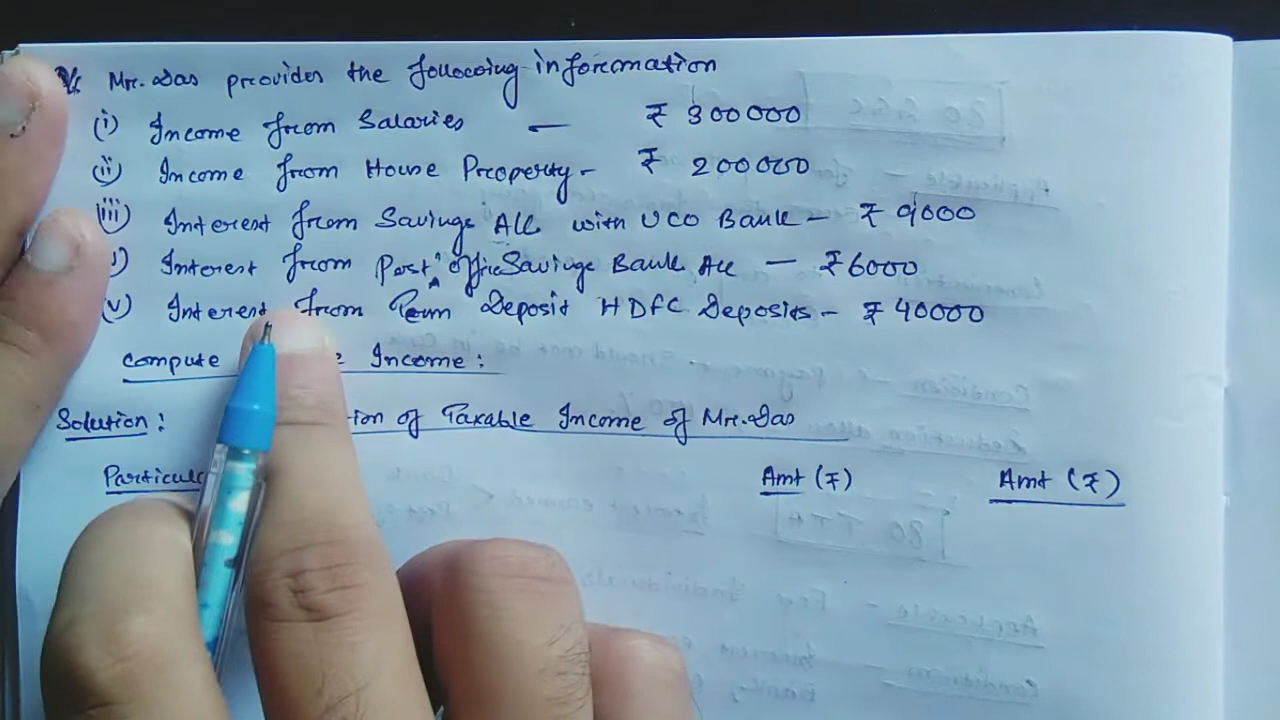 Mr. Das provides the following information
(i) Income from Salaries — ₹ 300000
(ii) Income from House Property - ₹ 200000
(iii) Interest from Savings A/c with UCO Bank - ₹ 9000
Interest from Post office Savings Bank A/c — ₹6000
(v) Interest from Term Deposit HDFC Deposits - ₹ 40000
Compute Income :
Solution : of Taxable Income of Mr. Das
Amt (₹) Amt (₹)